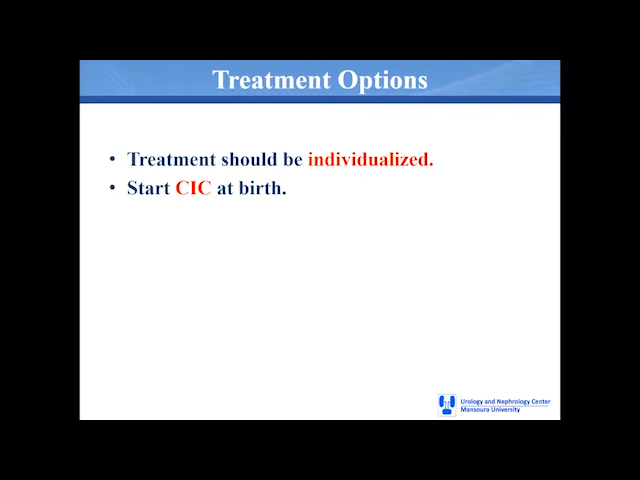 Treatment Options
• Treatment should be individualized.
• Start CIC at birth.
Urology and Nephrology Center
Mansoura University